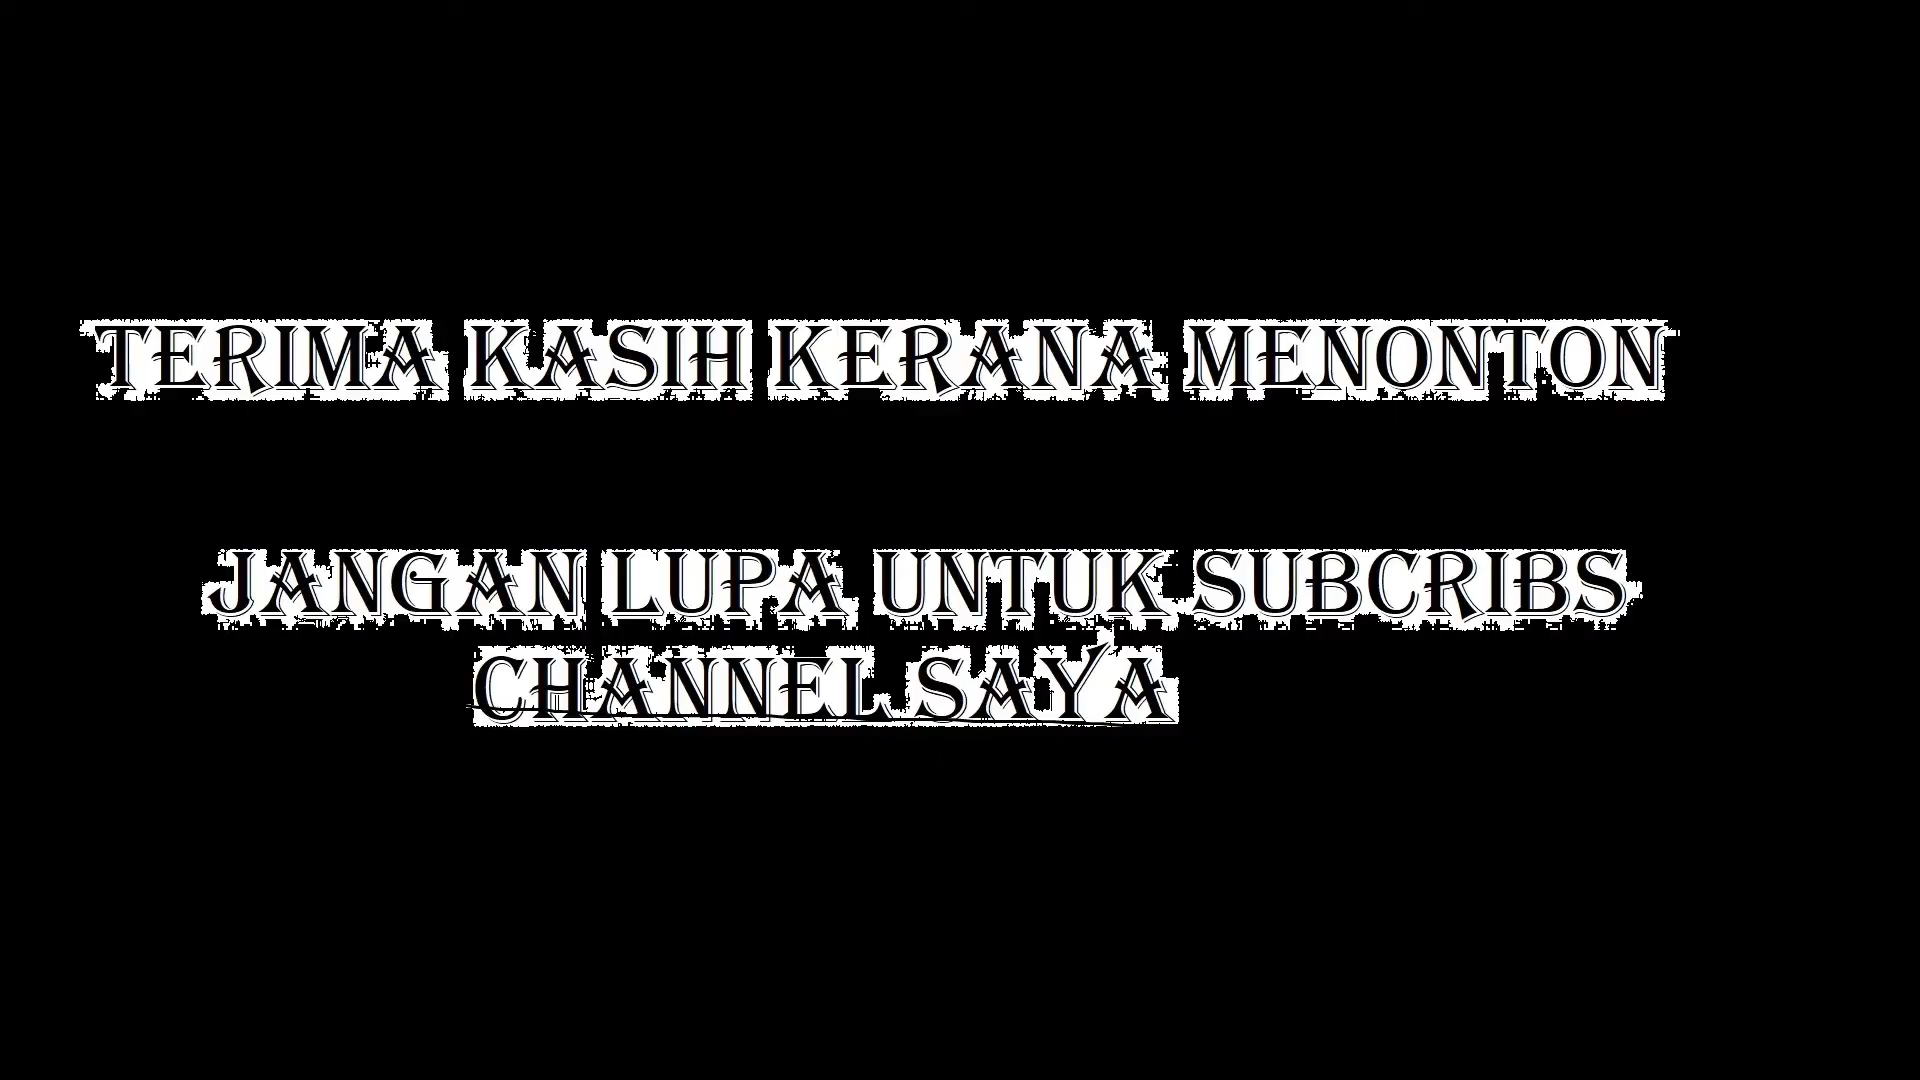 TERIMA KASIH KERANA MENONTON
JANGAN LUPA UNTUK SUBCRIBS
CHANNEL SAYA